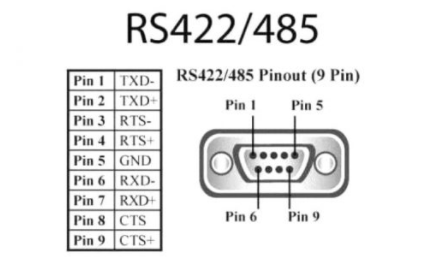 RS422/485
RS422/485 Pinout (9 Pin)
Pin 1 TXD-
Pin 2 TXD+
Pin 3 RTS-
Pin 4 RTS+
Pin 5 GND
Pin 6 RXD-
Pin 7 RXD+
Pin 8 CTS
Pin 9 CTS+
Pin 1 Pin 5
Pin 6 Pin 9